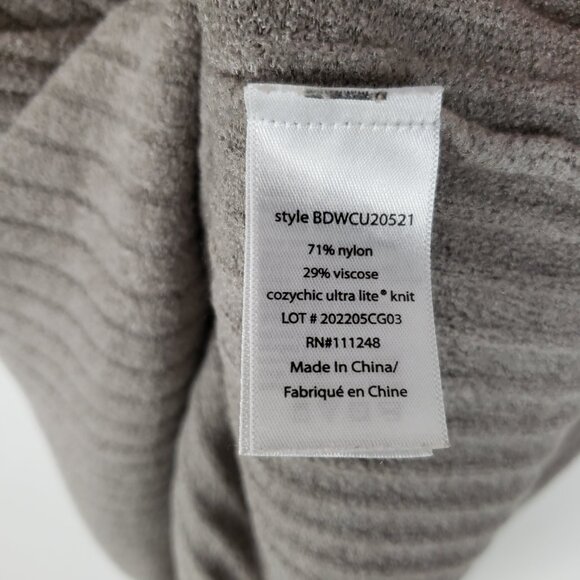 style BDWCU20521
71% nylon
29% viscose
cozychic ultra lite® knit
LOT # 202205CG03
RN#111248
Made In China/
Fabriqué en Chine